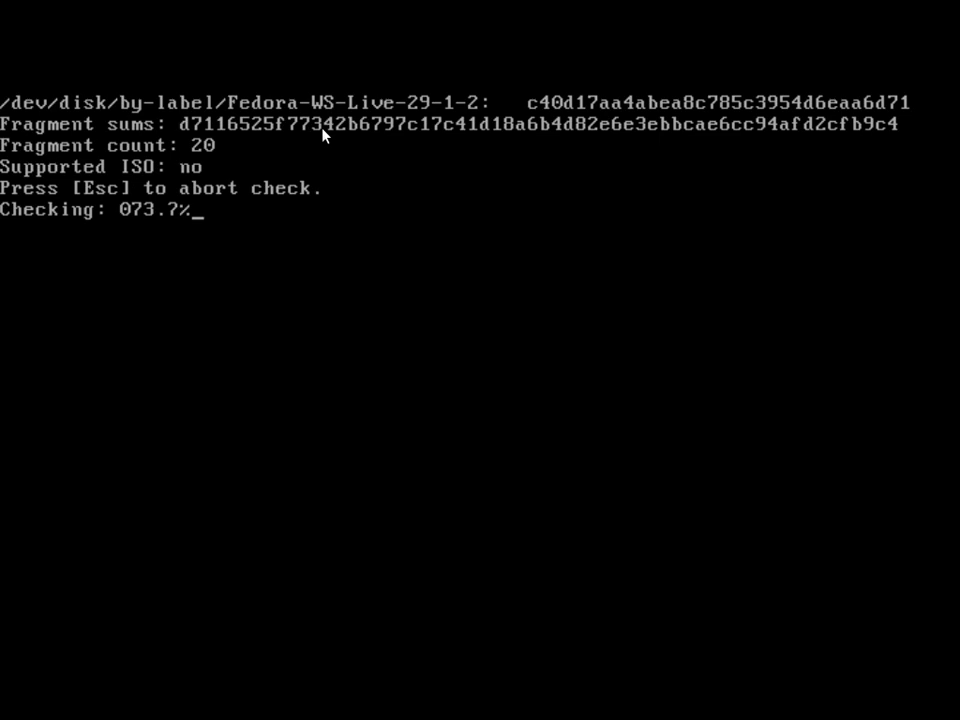 /dev/disk/by-label/Fedora-WS-Live-29-1-2:   c40d17aa4abea8c785c3954d6eaa6d71
Fragment sums: d7116525f77342b6797c17c41d18a6b4d82e6e3ebbcae6cc94afd2cfb9c4
Fragment count: 20
Supported ISO: no
Press [Esc] to abort check.
Checking: 073.7%_